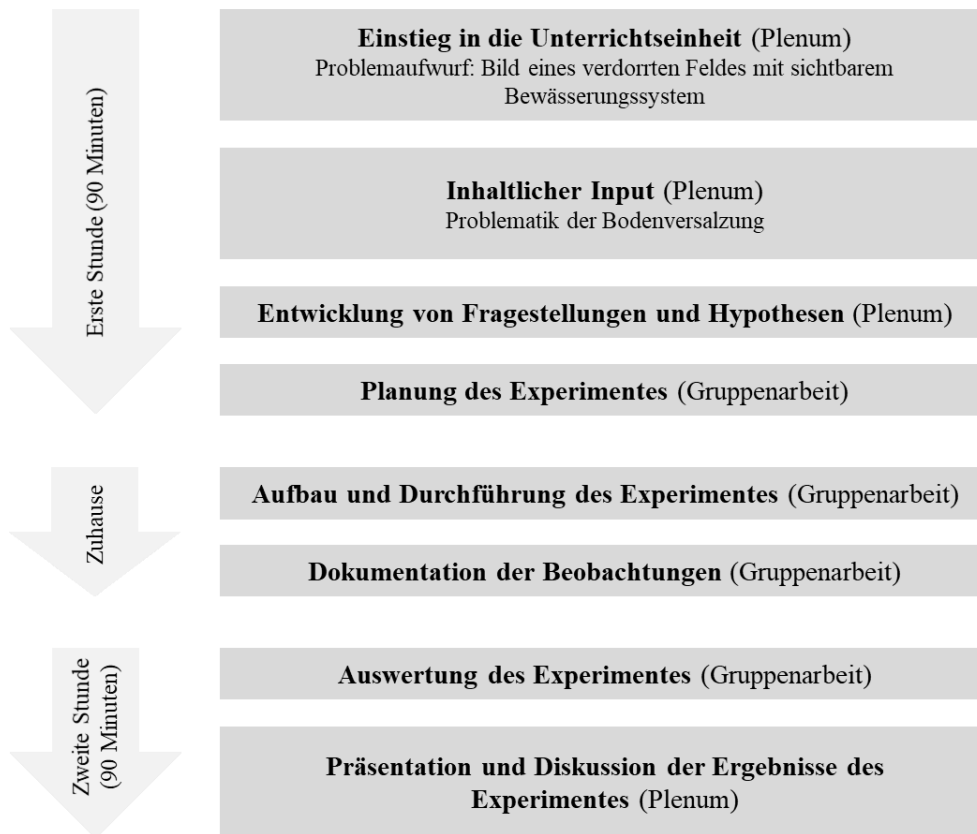 Erste Stunde (90 Minuten)
Einstieg in die Unterrichtseinheit (Plenum)
Problemaufwurf: Bild eines verdorrten Feldes mit sichtbarem
Bewässerungssystem
Inhaltlicher Input (Plenum)
Problematik der Bodenversalzung
Entwicklung von Fragestellungen und Hypothesen (Plenum)
Planung des Experimentes (Gruppenarbeit)
Zuhause
Aufbau und Durchführung des Experimentes (Gruppenarbeit)
Dokumentation der Beobachtungen (Gruppenarbeit)
Zweite Stunde
(90 Minuten)
Auswertung des Experimentes (Gruppenarbeit)
Präsentation und Diskussion der Ergebnisse des
Experimentes (Plenum)